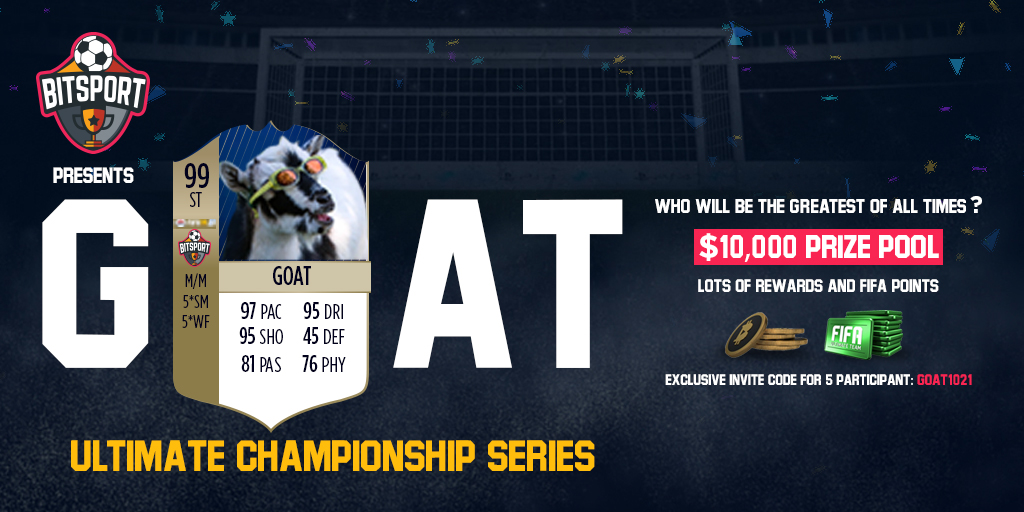 BITSPORT
PRESENTS
G
99
ST
BITSPORT
M/M
5*SM
5*WF
GOAT
97 PAC 95 DRI
95 SHO 45 DEF
81 PAS 76 PHY
AT
ULTIMATE CHAMPIONSHIP SERIES
WHO WILL BE THE GREATEST OF ALL TIMES ?
$10,000 PRIZE POOL
LOTS OF REWARDS AND FIFA POINTS
FIFA
EXCLUSIVE INVITE CODE FOR 5 PARTICIPANT: GOAT1021